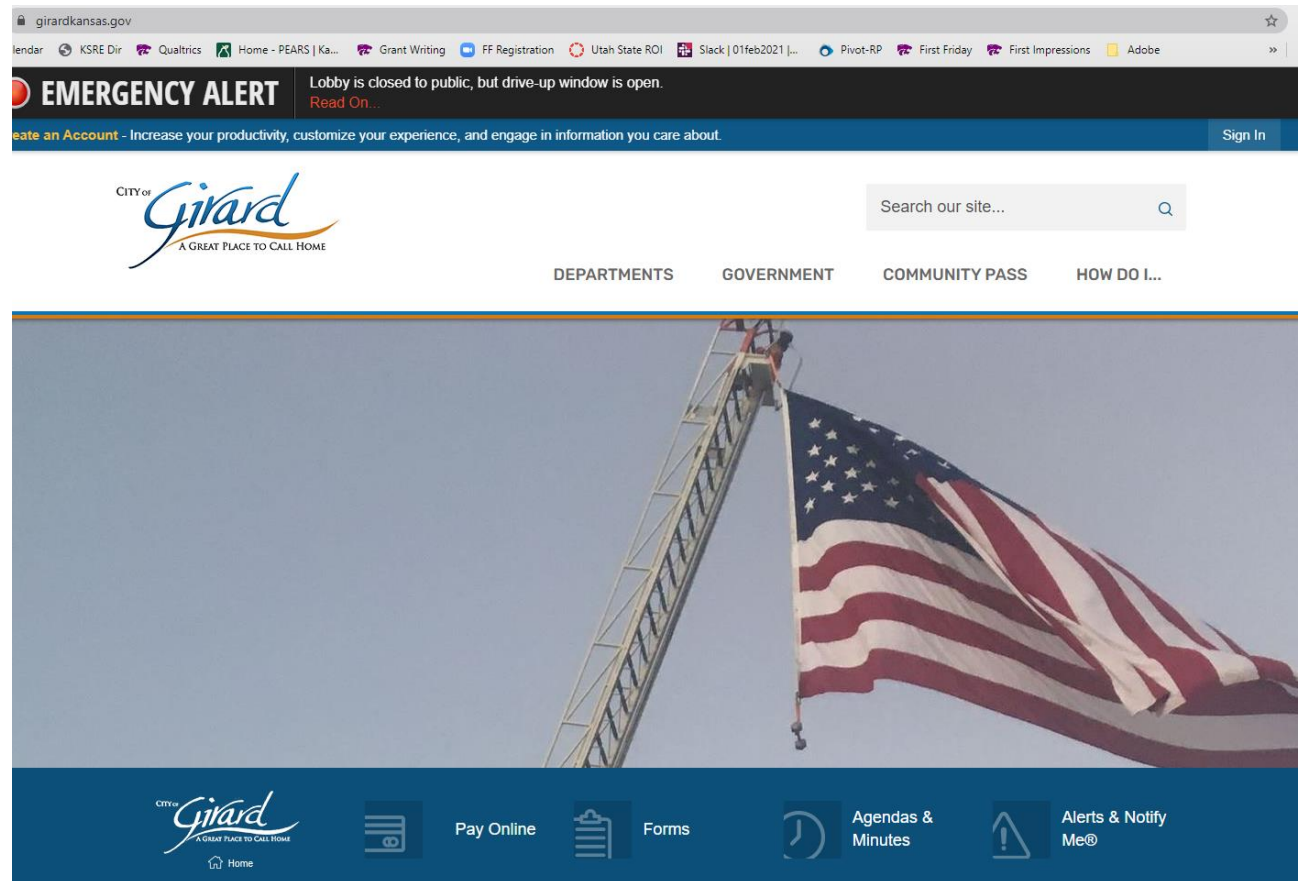 girardkansas.gov
lendar KSRE Dir Qualtrics Home - PEARS | Ka... Grant Writing FF Registration Utah State ROI Slack | 01feb2021 |... Pivot-RP First Friday First Impressions Adobe »
EMERGENCY ALERT
Lobby is closed to public, but drive-up window is open.
Read On...
eate an Account - Increase your productivity, customize your experience, and engage in information you care about.
Sign In
CITY OF
Girard
A GREAT PLACE TO CALL HOME
Search our site...
DEPARTMENTS GOVERNMENT COMMUNITY PASS HOW DO I...
CITY OF
Girard
A GREAT PLACE TO CALL HOME
Home
Pay Online
Forms
Agendas &
Minutes
Alerts & Notify
Me®